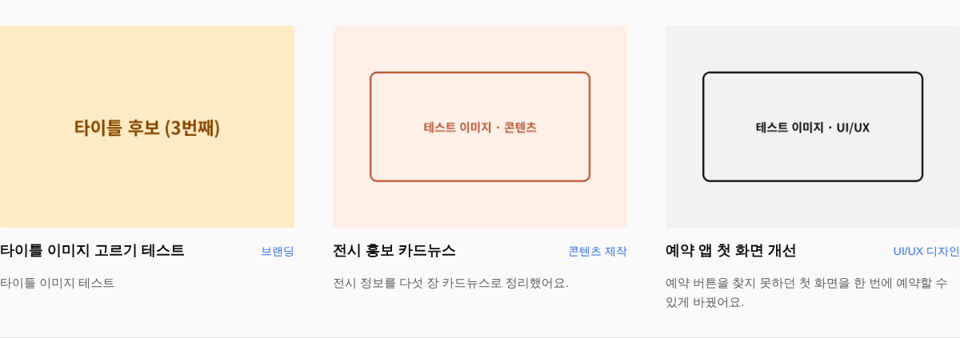 타이틀 후보 (3번째)
테스트 이미지 · 콘텐츠
테스트 이미지 · UI/UX
타이틀 이미지 고르기 테스트
브랜딩
타이틀 이미지 테스트
전시 홍보 카드뉴스
콘텐츠 제작
전시 정보를 다섯 장 카드뉴스로 정리했어요.
예약 앱 첫 화면 개선
UI/UX 디자인
예약 버튼을 찾지 못하던 첫 화면을 한 번에 예약할 수
있게 바꿨어요.